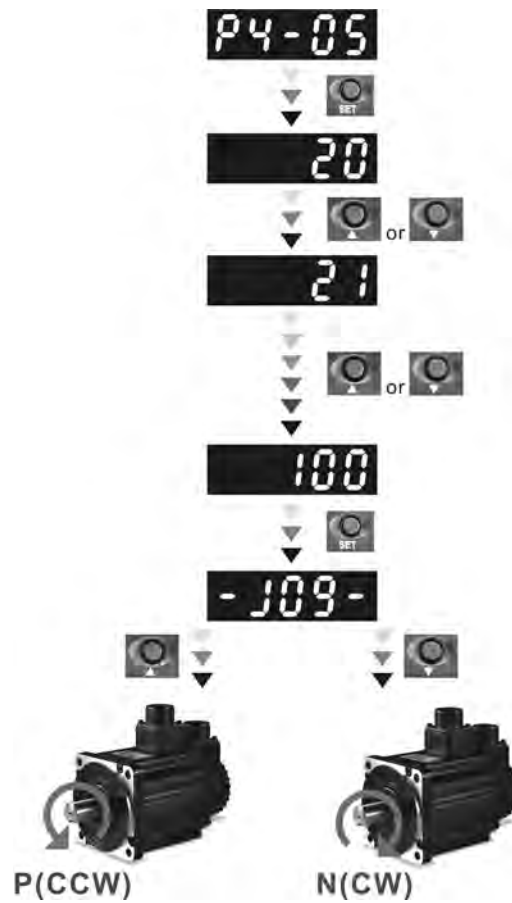 P4-05
SET
20
or
21
or
100
SET
-J09-
P(CCW) N(CW)